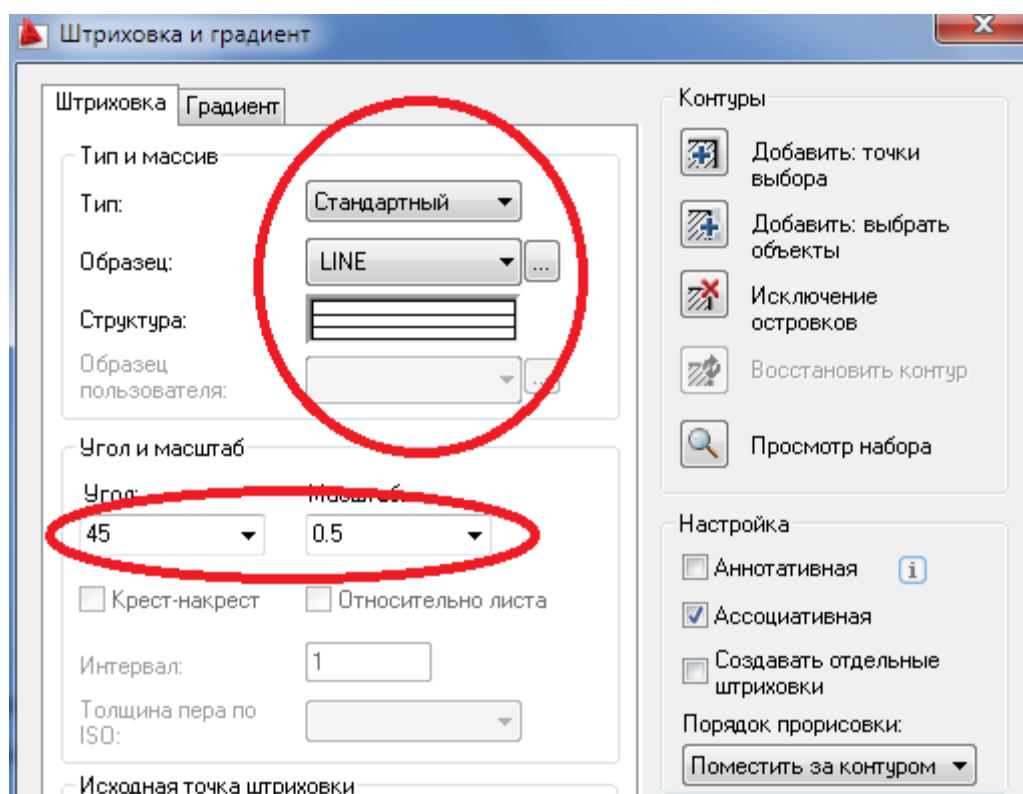 Штриховка и градиент
Штриховка Градиент
Тип и массив
Тип:
Стандартный
Образец:
LINE
...
Структура:
Образец
пользователя:
...
Угол и масштаб
Угол:
Масштаб:
45
0.5
Крест-накрест
Относительно листа
Интервал:
1
Толщина пера по
ISO:
Исходная точка штриховки
Контуры
Добавить: точки
выбора
Добавить: выбрать
объекты
Исключение
островков
Восстановить контур
Просмотр набора
Настройка
Аннотативная
i
Ассоциативная
Создавать отдельные
штриховки
Порядок прорисовки:
Поместить за контуром